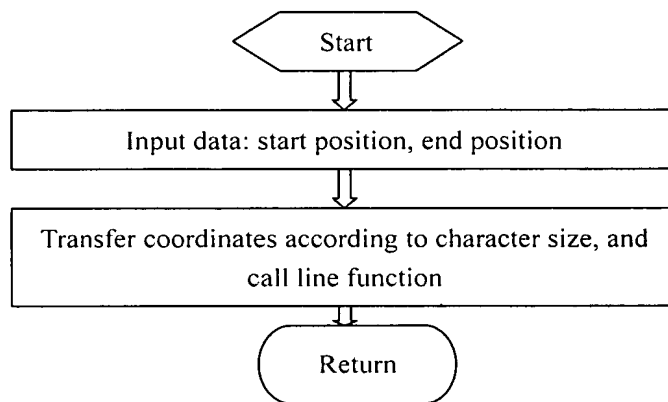 Start
Input data: start position, end position
Transfer coordinates according to character size, and
call line function
Return